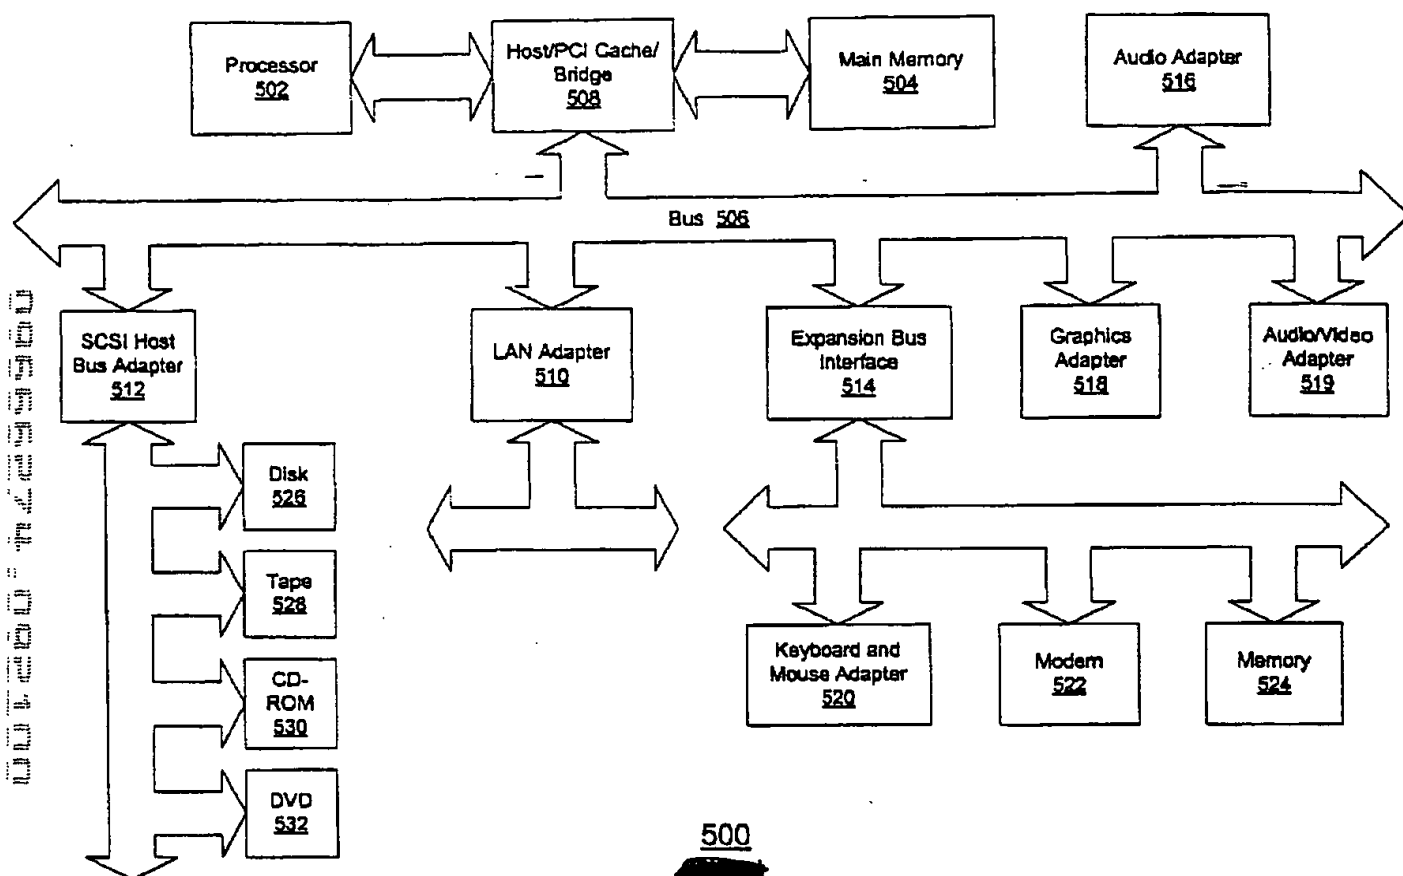 Processor
502
Host/PCI Cache/
Bridge
508
Main Memory
504
Audio Adapter
516
Bus 506
SCSI Host
Bus Adapter
512
LAN Adapter
510
Expansion Bus
Interface
514
Graphics
Adapter
518
Audio/Video
Adapter
519
Disk
526
Tape
528
CD-
ROM
530
DVD
532
Keyboard and
Mouse Adapter
520
Modem
522
Memory
524
500